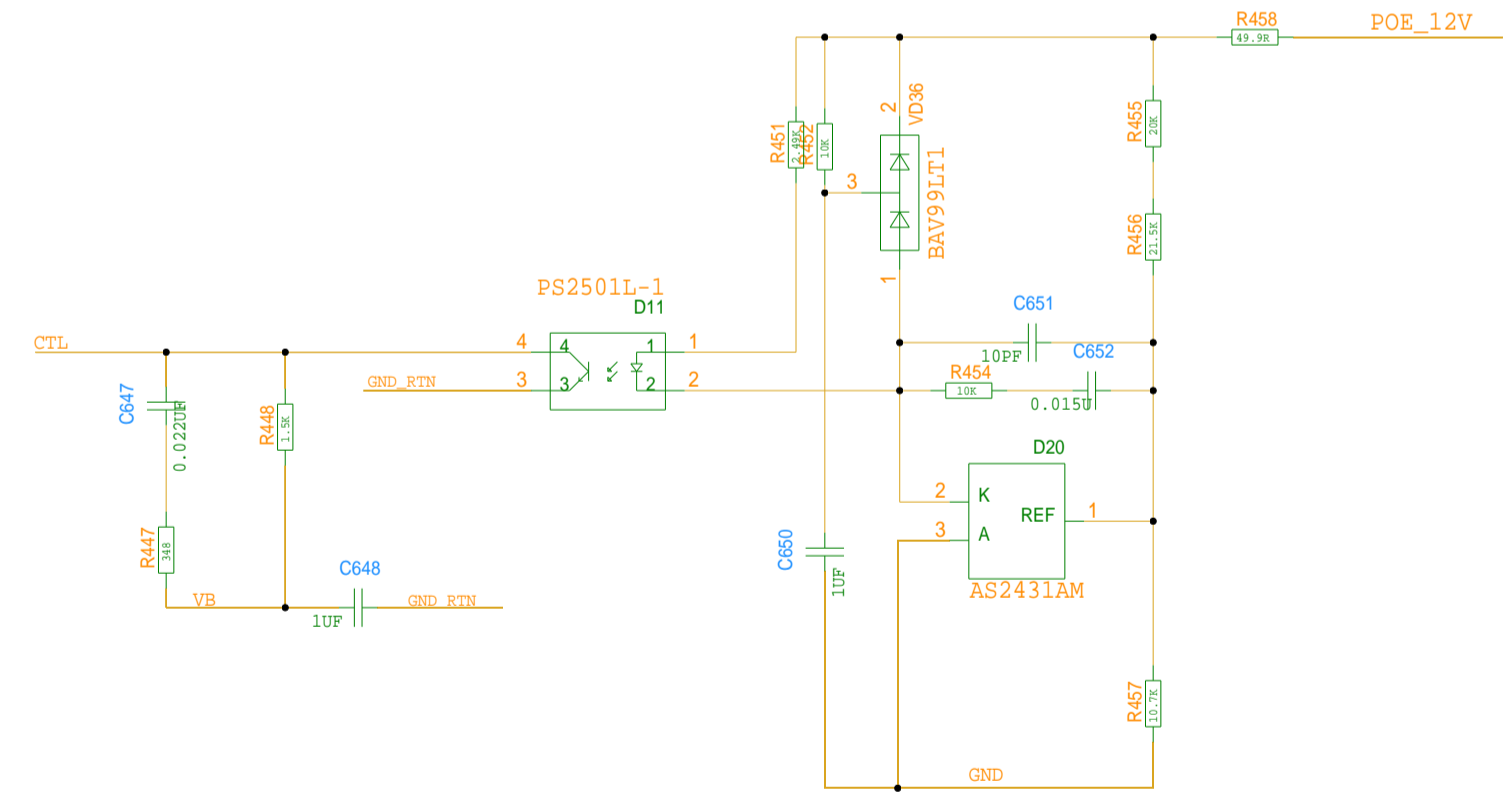 R458
POE_12V
49.9R
2
VD36
R451
2.49K
R452
10K
3
BAV99LT1
1
R455
20K
R456
21.5K
PS2501L-1
D11
CTL
4
4
1
1
GND_RTN
3
3
2
2
C651
10PF
C652
R454
10K
0.015U
C647
0.022UF
R448
1.5K
D20
2
K
REF
1
3
A
AS2431AM
R447
348
C648
VB
GND_RTN
1UF
C650
1UF
R457
10.7K
GND